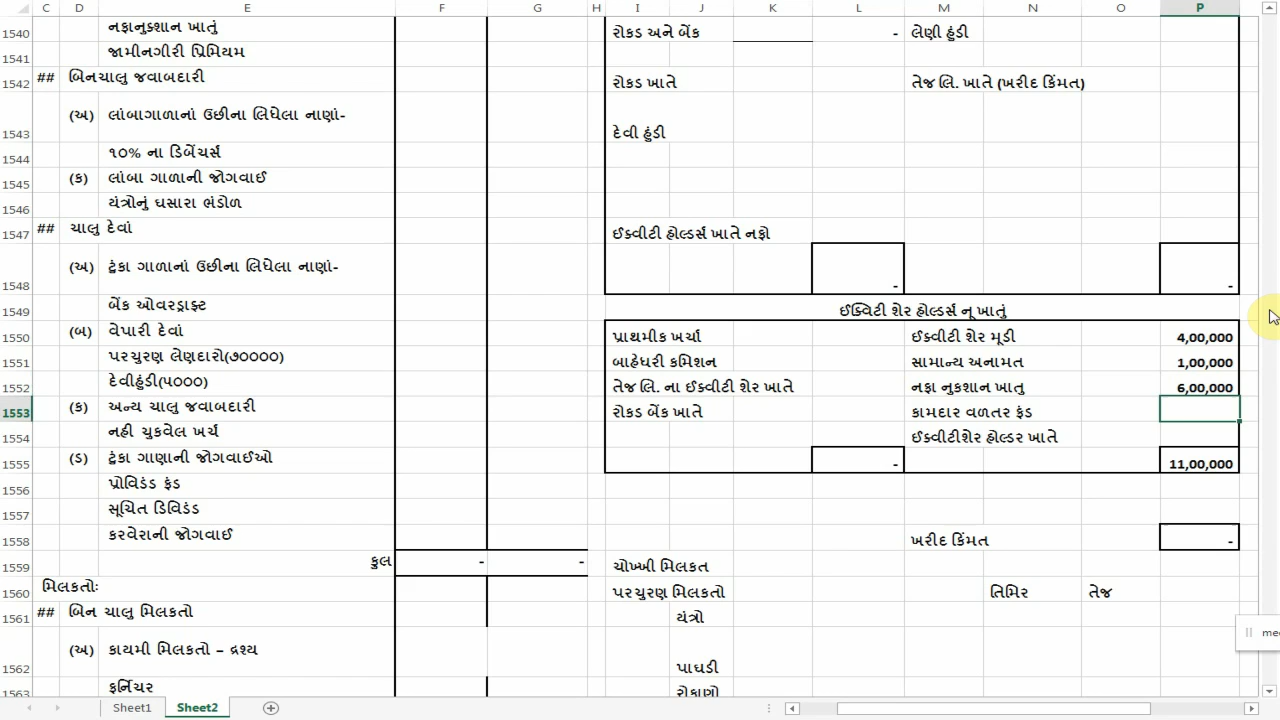 C D E F G H I J K L M N O P
1540 નફાનુક્શાન ખાતું રોકડ અને બેંક - લેણી હુંડી
1541 જામીનગીરી પ્રિમિયમ
1542 ## બિનચાલુ જવાબદારી રોકડ ખાતે તેજ લિ. ખાતે (ખરીદ કિંમત)
1543 (અ) લાંબાગાળાનાં ઉછીના લિધેલા નાણાં- દેવી હુંડી
1544 ૧૦% ના ડિબેંચર્સ
1545 (ક) લાંબા ગાળાની જોગવાઈ
1546 યંત્રોનું ઘસારા ભંડોળ
1547 ## ચાલુ દેવાં ઈક્વીટી હોલ્ડર્સ ખાતે નફો
1548 (અ) ટુંકા ગાળાનાં ઉછીના લિધેલા નાણાં- - -
1549 બેંક ઓવરડ્રાફ્ટ ઈક્વિટી શેર હોલ્ડર્સ નૂ ખાતું
1550 (બ) વેપારી દેવાં પ્રાથમીક ખર્ચા ઈક્વીટી શેર મૂડી 4,00,000
1551 પરચુરણ લેણદારો(૭૦૦૦૦) બાહેધરી કમિશન સામાન્ય અનામત 1,00,000
1552 દેવીહુંડી(૫૦૦૦) તેજ લિ. ના ઈક્વીટી શેર ખાતે નફા નુકશાન ખાતુ 6,00,000
1553 (ક) અન્ય ચાલુ જવાબદારી રોકડ બેંક ખાતે કામદાર વળતર ફંડ
1554 નહી ચુકવેલ ખર્ચ ઈક્વીટીશેર હોલ્ડર ખાતે
1555 (ડ) ટુંકા ગાણાની જોગવાઈઓ - 11,00,000
1556 પ્રોવિડંડ ફંડ
1557 સૂચિત ડિવિડંડ
1558 કરવેરાની જોગવાઈ ખરીદ કિંમત -
1559 કુલ - - ચોખ્ખી મિલકત
1560 મિલકતોઃ પરચુરણ મિલકતો તિમિર તેજ
1561 ## બિન ચાલુ મિલકતો યંત્રો
1562 (અ) કાયમી મિલકતો – દ્રશ્ય પાઘડી
1563 ફર્નિચર રોકાણો
Sheet1 Sheet2